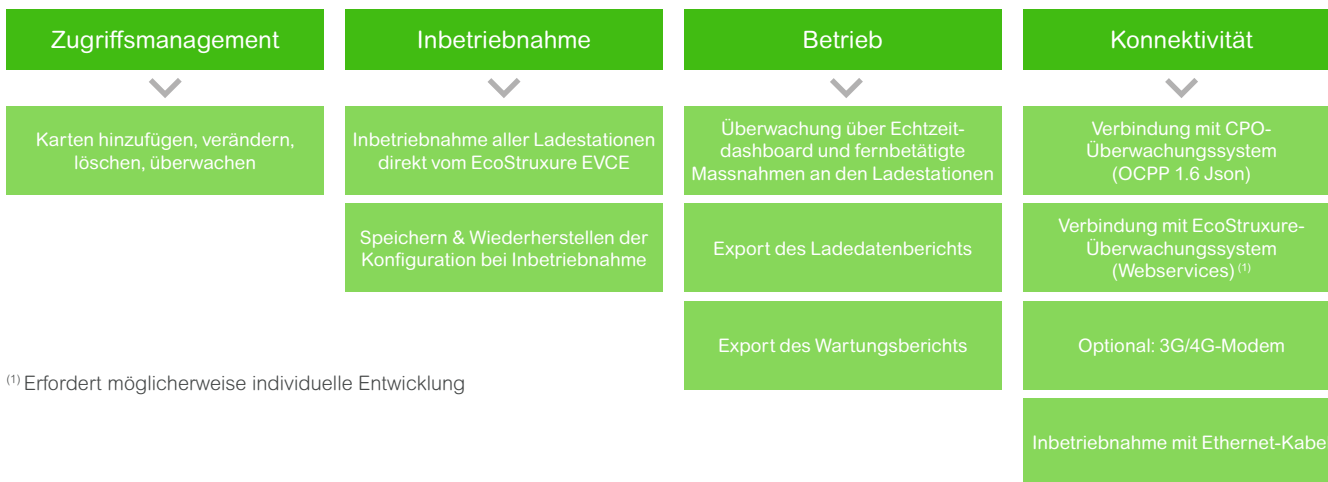 Zugriffsmanagement
Karten hinzufügen, verändern,
löschen, überwachen
Inbetriebnahme
Inbetriebnahme aller Ladestationen
direkt vom EcoStruxure EVCE
Speichern & Wiederherstellen der
Konfiguration bei Inbetriebnahme
Betrieb
Überwachung über Echtzeit-
dashboard und fernbetätigte
Massnahmen an den Ladestationen
Export des Ladedatenberichts
Export des Wartungsberichts
Konnektivität
Verbindung mit CPO-
Überwachungssystem
(OCPP 1.6 Json)
Verbindung mit EcoStruxure-
Überwachungssystem
(Webservices) (1)
Optional: 3G/4G-Modem
Inbetriebnahme mit Ethernet-Kabe
(1) Erfordert möglicherweise individuelle Entwicklung